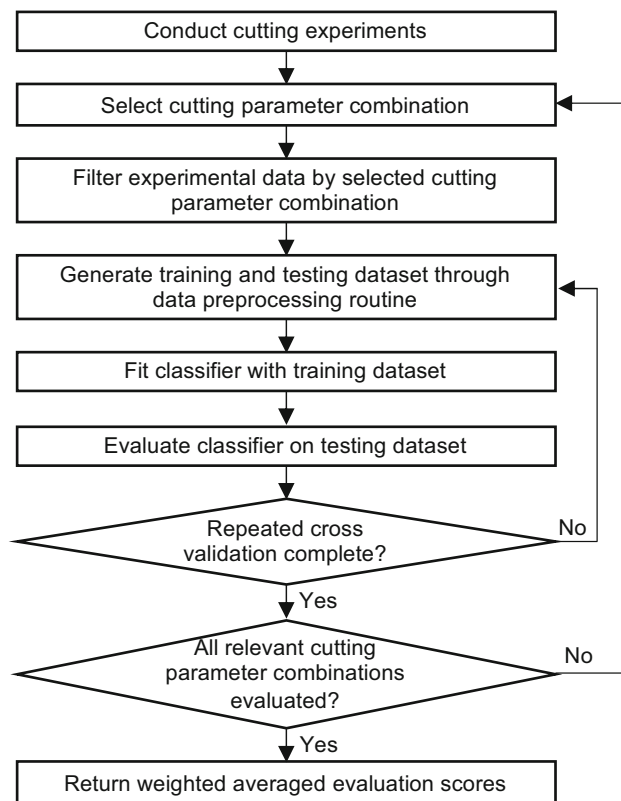 Conduct cutting experiments
Select cutting parameter combination
Filter experimental data by selected cutting
parameter combination
Generate training and testing dataset through
data preprocessing routine
Fit classifier with training dataset
Evaluate classifier on testing dataset
Repeated cross
validation complete?
No
Yes
All relevant cutting
parameter combinations
evaluated?
No
Yes
Return weighted averaged evaluation scores